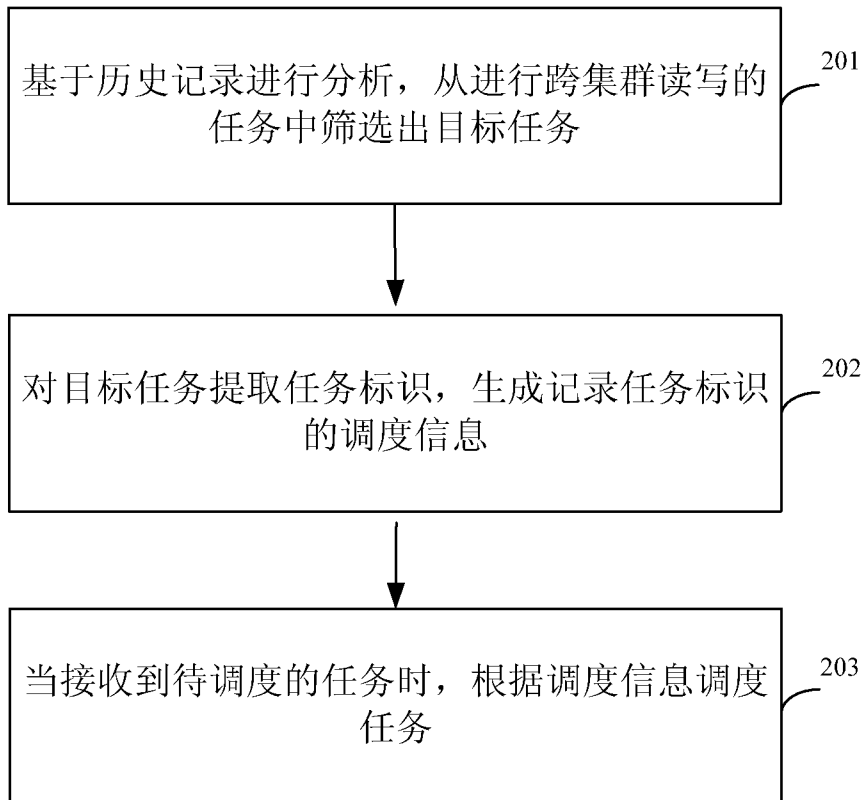 基于历史记录进行分析，从进行跨集群读写的
任务中筛选出目标任务
201
对目标任务提取任务标识，生成记录任务标识
的调度信息
202
当接收到待调度的任务时，根据调度信息调度
任务
203